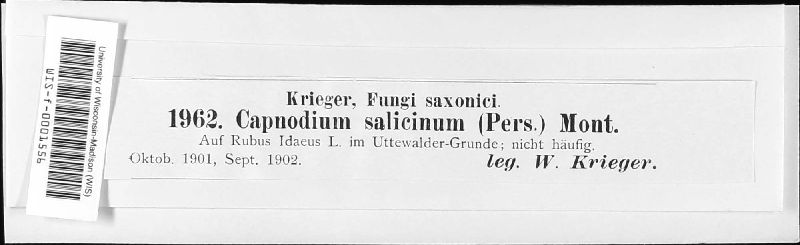 University of Wisconsin-Madison (WIS)
WIS-f-0001556
Krieger, Fungi saxonici.
1962. Capnodium salicinum (Pers.) Mont.
Auf Rubus Idaeus L. im Uttewalder-Grunde; nicht häufig.
Oktob. 1901, Sept. 1902. leg. W. Krieger.